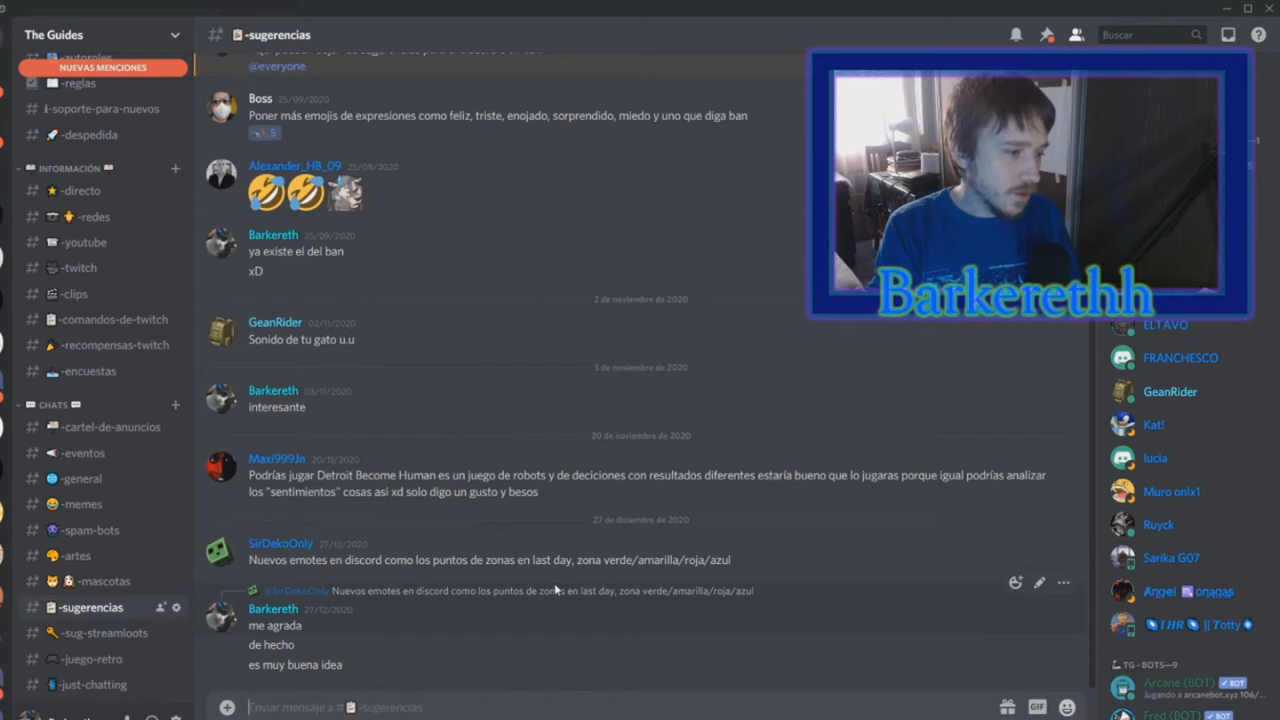 The Guides
NUEVAS MENCIONES
-reglas
i-soporte-para-nuevos
-despedida
INFORMACIÓN
-directo
-redes
-youtube
-twitch
-clips
-comandos-de-twitch
-recompensas-twitch
-encuestas
CHATS
-cartel-de-anuncios
-eventos
-general
-memes
-spam-bots
-artes
-mascotas
-sugerencias
-sug-streamloots
-juego-retro
-just-chatting
-sugerencias
Buscar
@everyone
Boss 25/09/2020
Poner más emojis de expresiones como feliz, triste, enojado, sorprendido, miedo y uno que diga ban
5
Alexander_HB_09 25/09/2020
Barkereth 25/09/2020
ya existe el del ban
xD
2 de noviembre de 2020
GeanRider 02/11/2020
Sonido de tu gato u.u
3 de noviembre de 2020
Barkereth 03/11/2020
interesante
20 de noviembre de 2020
Maxi999Jn 20/11/2020
Podrías jugar Detroit Become Human es un juego de robots y de deciciones con resultados diferentes estaría bueno que lo jugaras porque igual podrías analizar
los "sentimientos" cosas asi xd solo digo un gusto y besos
27 de diciembre de 2020
SirDekoOnly 27/12/2020
Nuevos emotes en discord como los puntos de zonas en last day, zona verde/amarilla/roja/azul
@SirDekoOnly Nuevos emotes en discord como los puntos de zonas en last day, zona verde/amarilla/roja/azul
Barkereth 27/12/2020
me agrada
de hecho
es muy buena idea
Enviar mensaje a # -sugerencias
GIF
Barkerethh
ELTAVO
FRANCHESCO
GeanRider
Kat!
lucia
Muro onlx1
Ruyck
Sarika G07
THR || Totty
TG - BOTS—9
Arcane (BOT) BOT
Jugando a arcanebot.xyz 106/...
Fred (BOT) BOT